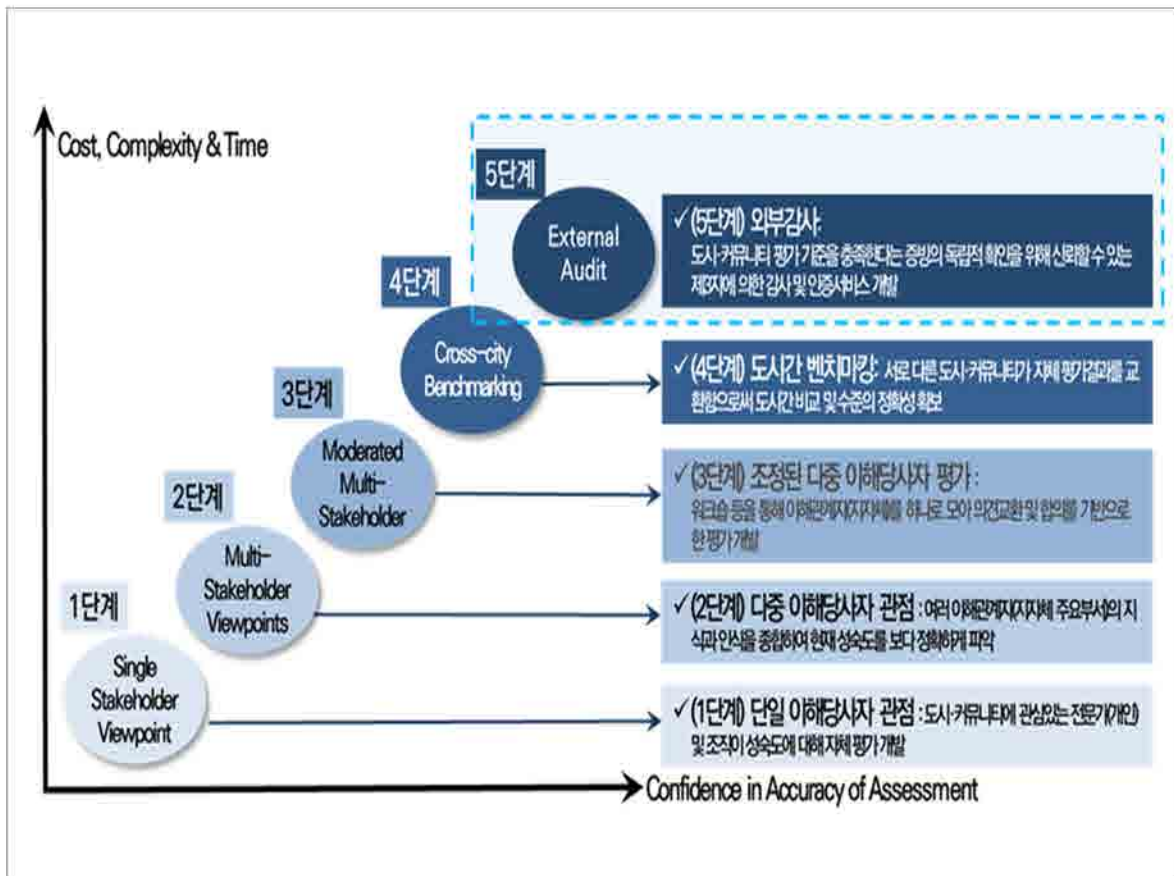 Cost, Complexity & Time
5단계
External
Audit
✓ (5단계) 외부감사:
도시·커뮤니티 평가 기준을 충족한다는 증빙의 독립적 확인을 위해 신뢰할 수 있는
제3자에 의한 감사 및 인증서비스 개발
4단계
Cross-city
Benchmarking
✓ (4단계) 도시간 벤치마킹: 서로 다른 도시·커뮤니티가 자체 평가결과를 교
환함으로써 도시간 비교 및 수준의 정확성 확보
3단계
Moderated
Multi-
Stakeholder
✓ (3단계) 조정된 다중 이해당사자 평가 :
워크숍 등을 통해 이해관계자(지자체)를 하나로 모아 의견교환 및 합의를 기반으로
한 평가 개발
2단계
Multi-
Stakeholder
Viewpoints
✓ (2단계) 다중 이해당사자 관점 : 여러 이해관계자(지자체 주요부서)의 지
식과 인식을 종합하여 현재 성숙도를 보다 정확하게 파악
1단계
Single
Stakeholder
Viewpoint
✓ (1단계) 단일 이해당사자 관점 : 도시·커뮤니티에 관심있는 전문가(개인)
및 조직이 성숙도에 대해 자체 평가 개발
Confidence in Accuracy of Assessment